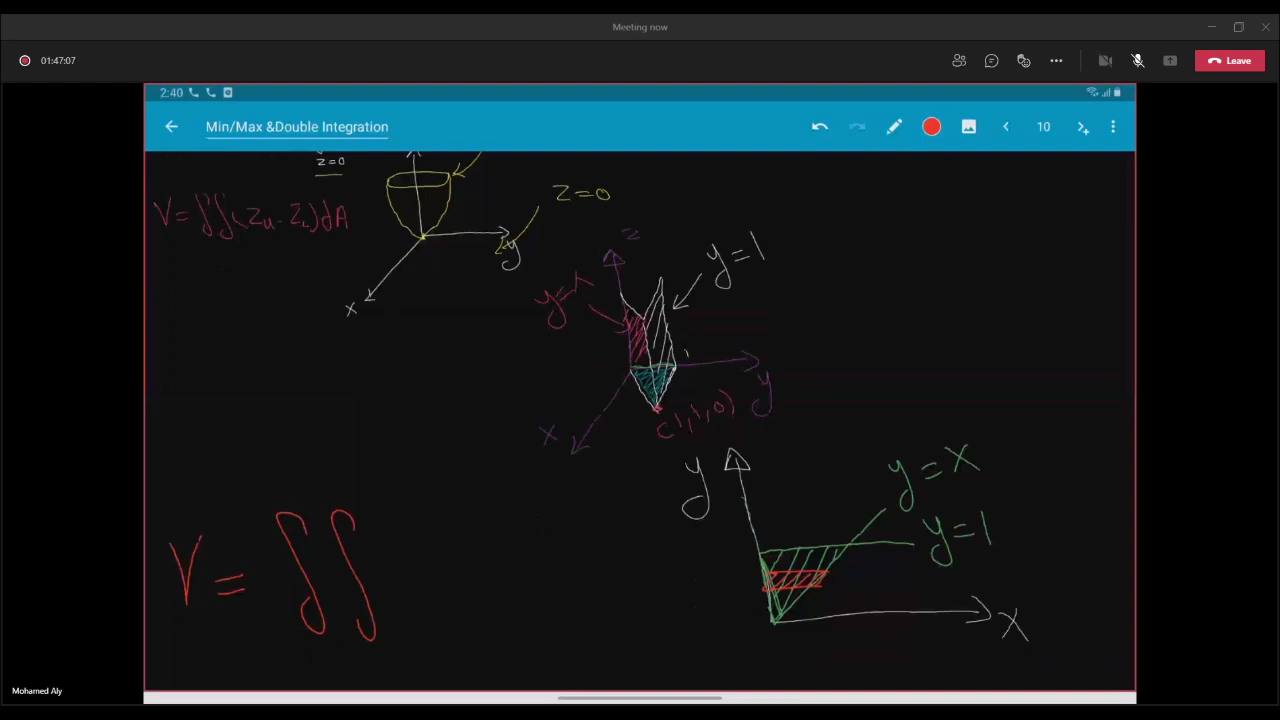 Meeting now
01:47:07
Leave
2:40
Min/Max &Double Integration
10
z=0
V=∬(Zu-ZL)dA
Z=0
y
x
z
y=1
y=x
y
x
(1,1,0)
y
y=x
y=1
V=∬
x
Mohamed Aly